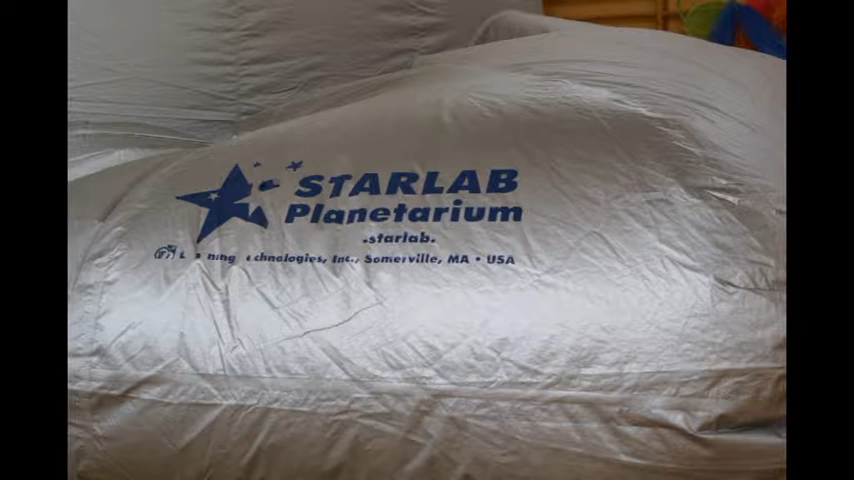 STARLAB
Planetarium
.starlab.
Technologies, Inc., Somerville, MA • USA